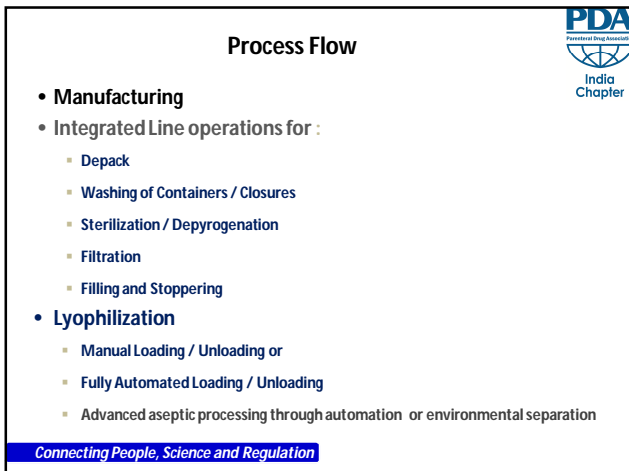 Process Flow
PDA
Parenteral Drug Association
India
Chapter
• Manufacturing
• Integrated Line operations for :
▪ Depack
▪ Washing of Containers / Closures
▪ Sterilization / Depyrogenation
▪ Filtration
▪ Filling and Stoppering
• Lyophilization
▪ Manual Loading / Unloading or
▪ Fully Automated Loading / Unloading
▪ Advanced aseptic processing through automation or environmental separation
Connecting People, Science and Regulation